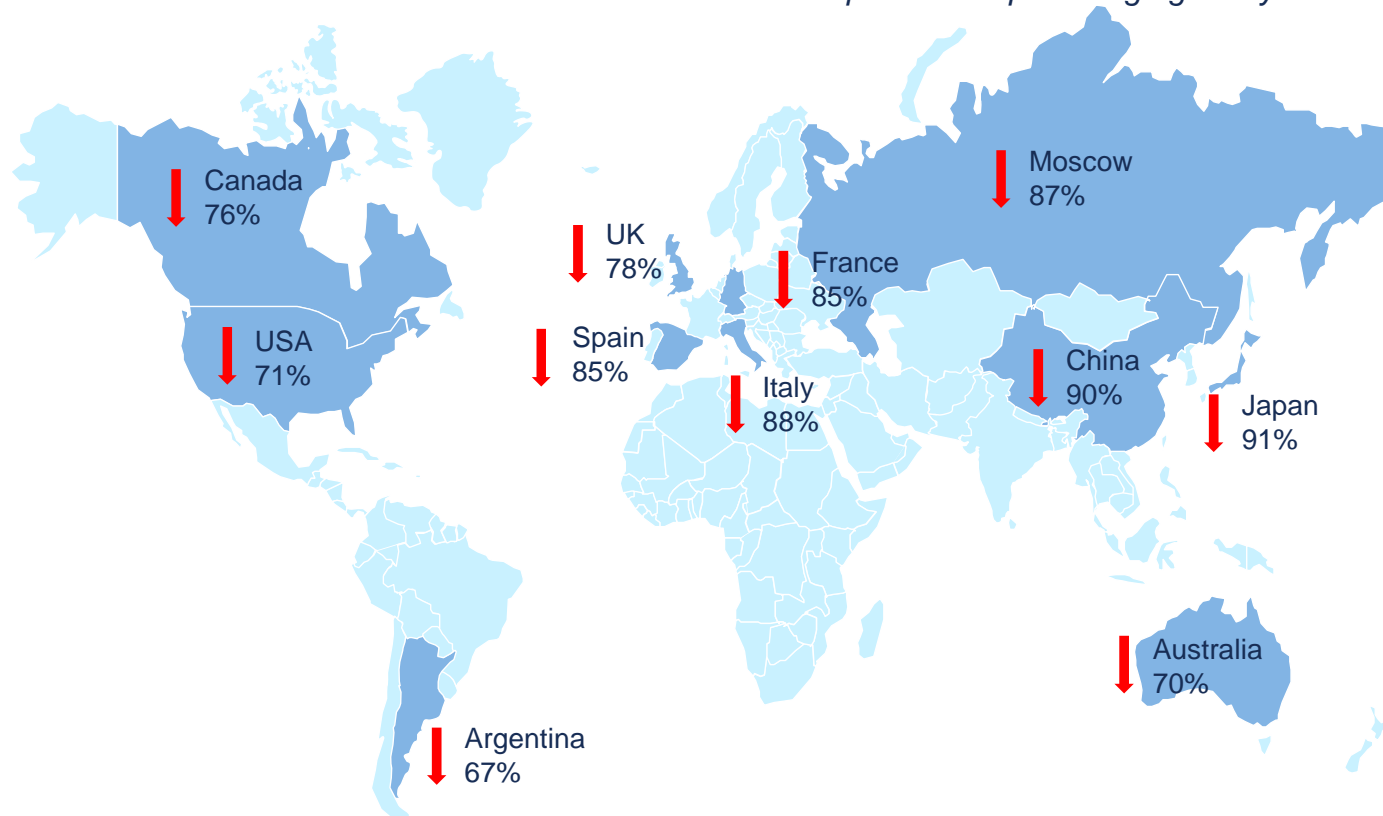 Canada
76%
Moscow
87%
UK
78%
France
85%
USA
71%
Spain
85%
Italy
88%
China
90%
Japan
91%
Australia
70%
Argentina
67%